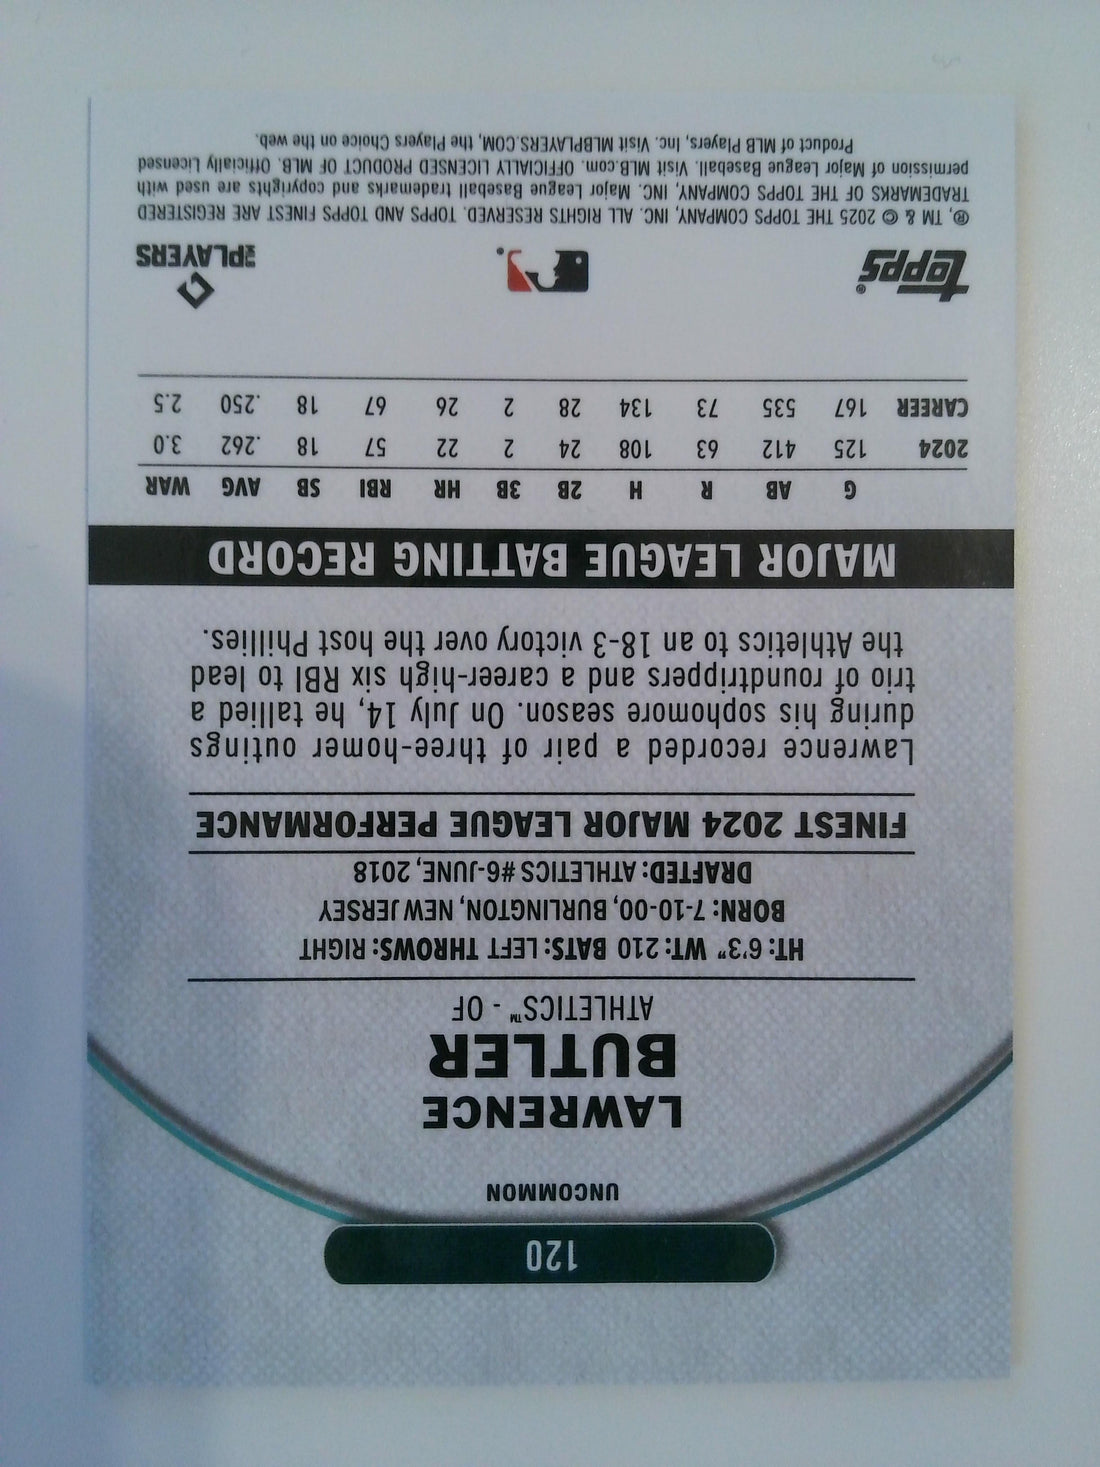 120
UNCOMMON
LAWRENCE
BUTLER
ATHLETICS™ - OF
HT: 6'3" WT: 210 BATS: LEFT THROWS: RIGHT
BORN: 7-10-00, BURLINGTON, NEW JERSEY
DRAFTED: ATHLETICS #6-JUNE, 2018
FINEST 2024 MAJOR LEAGUE PERFORMANCE
Lawrence recorded a pair of three-homer outings
during his sophomore season. On July 14, he tallied a
trio of roundtrippers and a career-high six RBI to lead
the Athletics to an 18-3 victory over the host Phillies.
MAJOR LEAGUE BATTING RECORD
G AB R H 2B 3B HR RBI SB AVG WAR
2024 125 412 63 108 24 2 22 57 18 .262 3.0
CAREER 167 535 73 134 28 2 26 67 18 .250 2.5
topps®
MLB PLAYERS
®, TM & © 2025 THE TOPPS COMPANY, INC. ALL RIGHTS RESERVED. TOPPS AND TOPPS FINEST ARE REGISTERED
TRADEMARKS OF THE TOPPS COMPANY, INC. Major League Baseball trademarks and copyrights are used with
permission of Major League Baseball. Visit MLB.com. OFFICIALLY LICENSED PRODUCT OF MLB. Officially Licensed
Product of MLB Players, Inc. Visit MLBPLAYERS.COM, the Players Choice on the web.